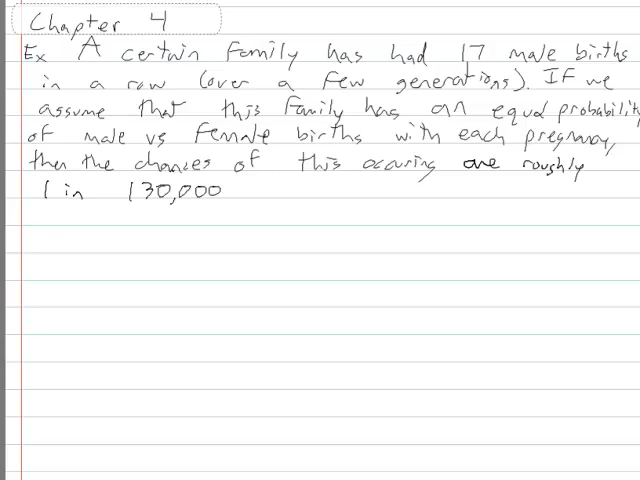 Chapter 4
Ex A certain Family has had 17 male births
in a row (over a few generations). If we
assume that this Family has an equal probability
of male vs Female births with each pregnancy,
then the chances of this occuring are roughly
1 in 130,000